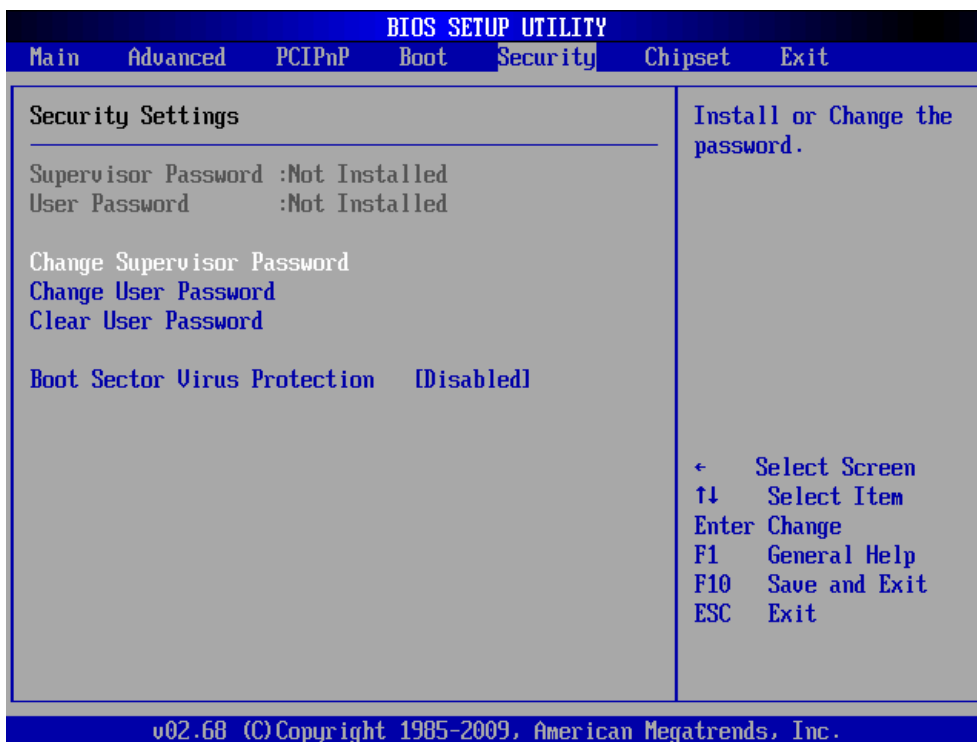 BIOS SETUP UTILITY
Main Advanced PCIPnP Boot Security Chipset Exit
Security Settings
Supervisor Password :Not Installed
User Password :Not Installed
Change Supervisor Password
Change User Password
Clear User Password
Boot Sector Virus Protection [Disabled]
Install or Change the
password.
← Select Screen
↑↓ Select Item
Enter Change
F1 General Help
F10 Save and Exit
ESC Exit
v02.68 (C)Copyright 1985-2009, American Megatrends, Inc.